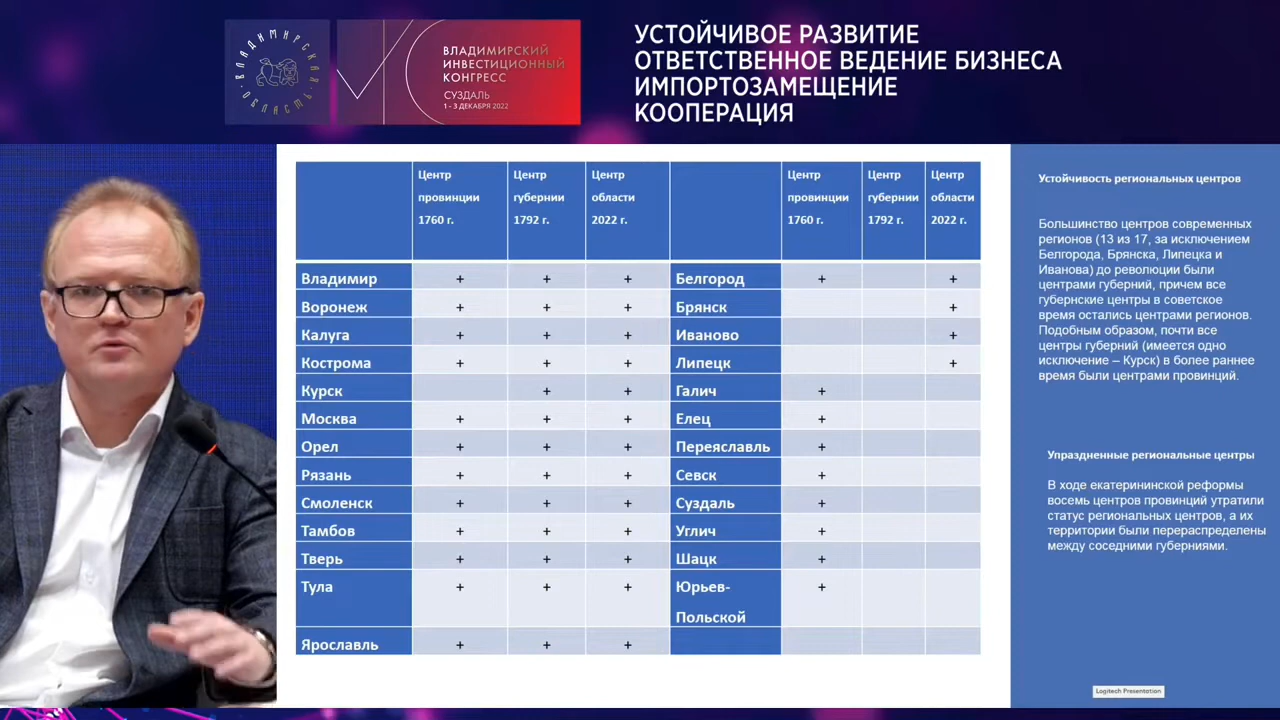 ВЛАДИМИРСКАЯ ОБЛАСТЬ
ВЛАДИМИРСКИЙ
ИНВЕСТИЦИОННЫЙ
КОНГРЕСС
СУЗДАЛЬ
1 - 3 ДЕКАБРЯ 2022
УСТОЙЧИВОЕ РАЗВИТИЕ
ОТВЕТСТВЕННОЕ ВЕДЕНИЕ БИЗНЕСА
ИМПОРТОЗАМЕЩЕНИЕ
КООПЕРАЦИЯ
Центр Центр Центр Центр Центр Центр
провинции губернии области провинции губернии области
1760 г. 1792 г. 2022 г. 1760 г. 1792 г. 2022 г.
Владимир + + + Белгород + +
Воронеж + + + Брянск +
Калуга + + + Иваново +
Кострома + + + Липецк +
Курск + + Галич +
Москва + + + Елец +
Орел + + + Переяславль +
Рязань + + + Севск +
Смоленск + + + Суздаль +
Тамбов + + + Углич +
Тверь + + + Шацк +
Тула + + + Юрьев- +
Польской
Ярославль + + +
Устойчивость региональных центров
Большинство центров современных
регионов (13 из 17, за исключением
Белгорода, Брянска, Липецка и
Иванова) до революции были
центрами губерний, причем все
губернские центры в советское
время остались центрами регионов.
Подобным образом, почти все
центры губерний (имеется одно
исключение – Курск) в более раннее
время были центрами провинций.
Упраздненные региональные центры
В ходе екатерининской реформы
восемь центров провинций утратили
статус региональных центров, а их
территории были перераспределены
между соседними губерниями.
Logitech Presentation